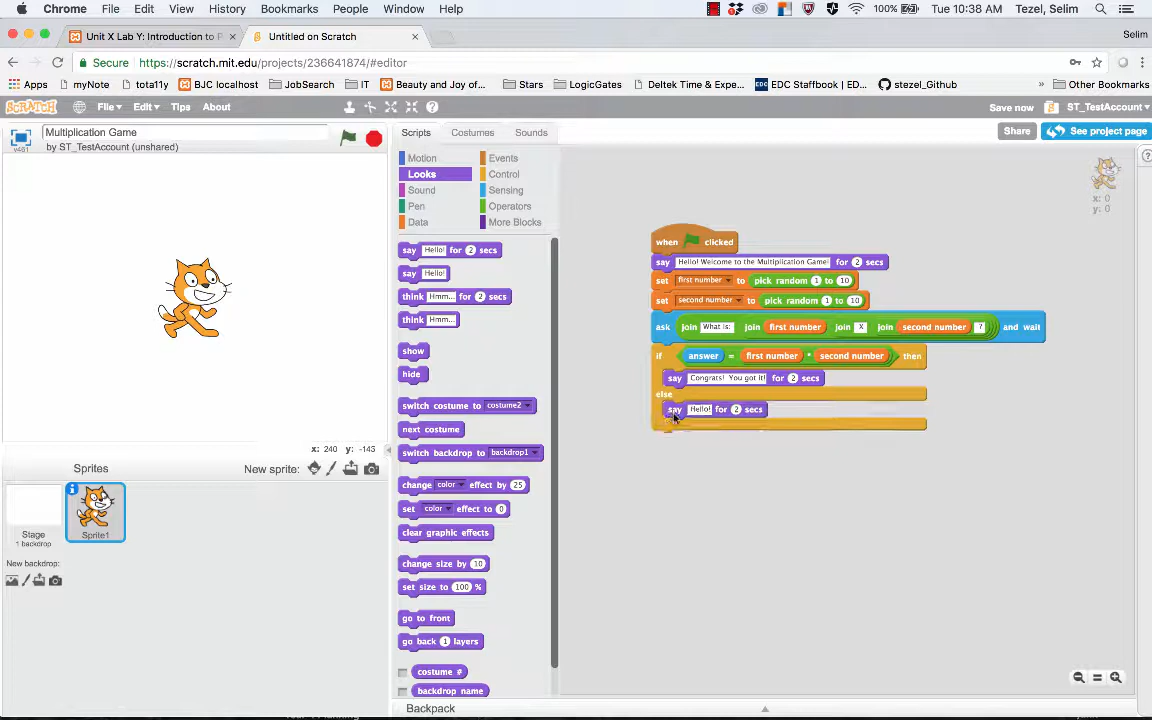 Chrome File Edit View History Bookmarks People Window Help 100% Tue 10:38 AM Tezel, Selim
Unit X Lab Y: Introduction to P Untitled on Scratch Selim
Secure https://scratch.mit.edu/projects/236641874/#editor
Apps myNote tota11y BJC localhost JobSearch IT Beauty and Joy of... Stars LogicGates Deltek Time & Expe... EDC EDC Staffbook | ED... stezel_Github » Other Bookmarks
SCRATCH File Edit Tips About Save now ST_TestAccount
v461 Multiplication Game
by ST_TestAccount (unshared)
Scripts Costumes Sounds
Share See project page
Motion Events
Looks Control
Sound Sensing
Pen Operators
Data More Blocks
say Hello! for 2 secs
say Hello!
think Hmm... for 2 secs
think Hmm...
show
hide
switch costume to costume2
next costume
switch backdrop to backdrop1
change color effect by 25
set color effect to 0
clear graphic effects
change size by 10
set size to 100 %
go to front
go back 1 layers
costume #
backdrop name
x: 0
y: 0
when clicked
say Hello! Welcome to the Multiplication Game! for 2 secs
set first number to pick random 1 to 10
set second number to pick random 1 to 10
ask join What is: join first number join X join second number ? and wait
if answer = first number * second number then
say Congrats! You got it! for 2 secs
else
say Hello! for 2 secs
x: 240 y: -143
Sprites New sprite:
Stage
1 backdrop
Sprite1
New backdrop:
Backpack